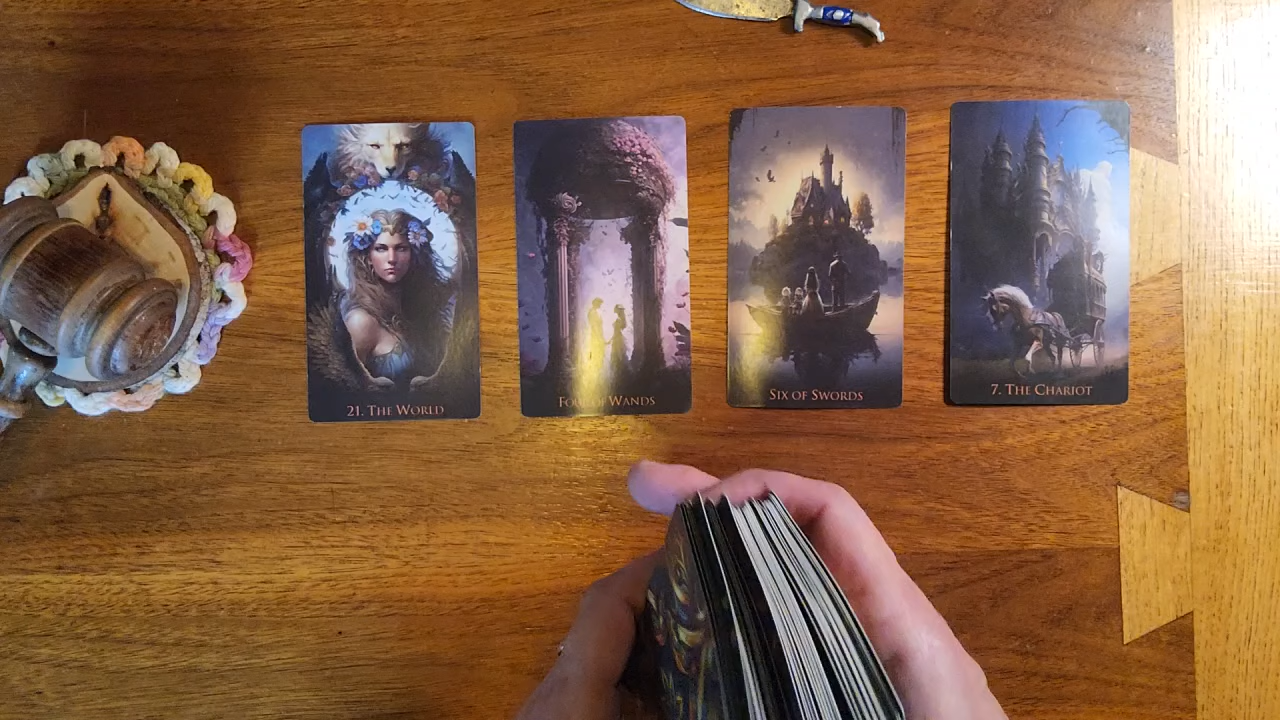 21. The World
Four of Wands
Six of Swords
7. The Chariot